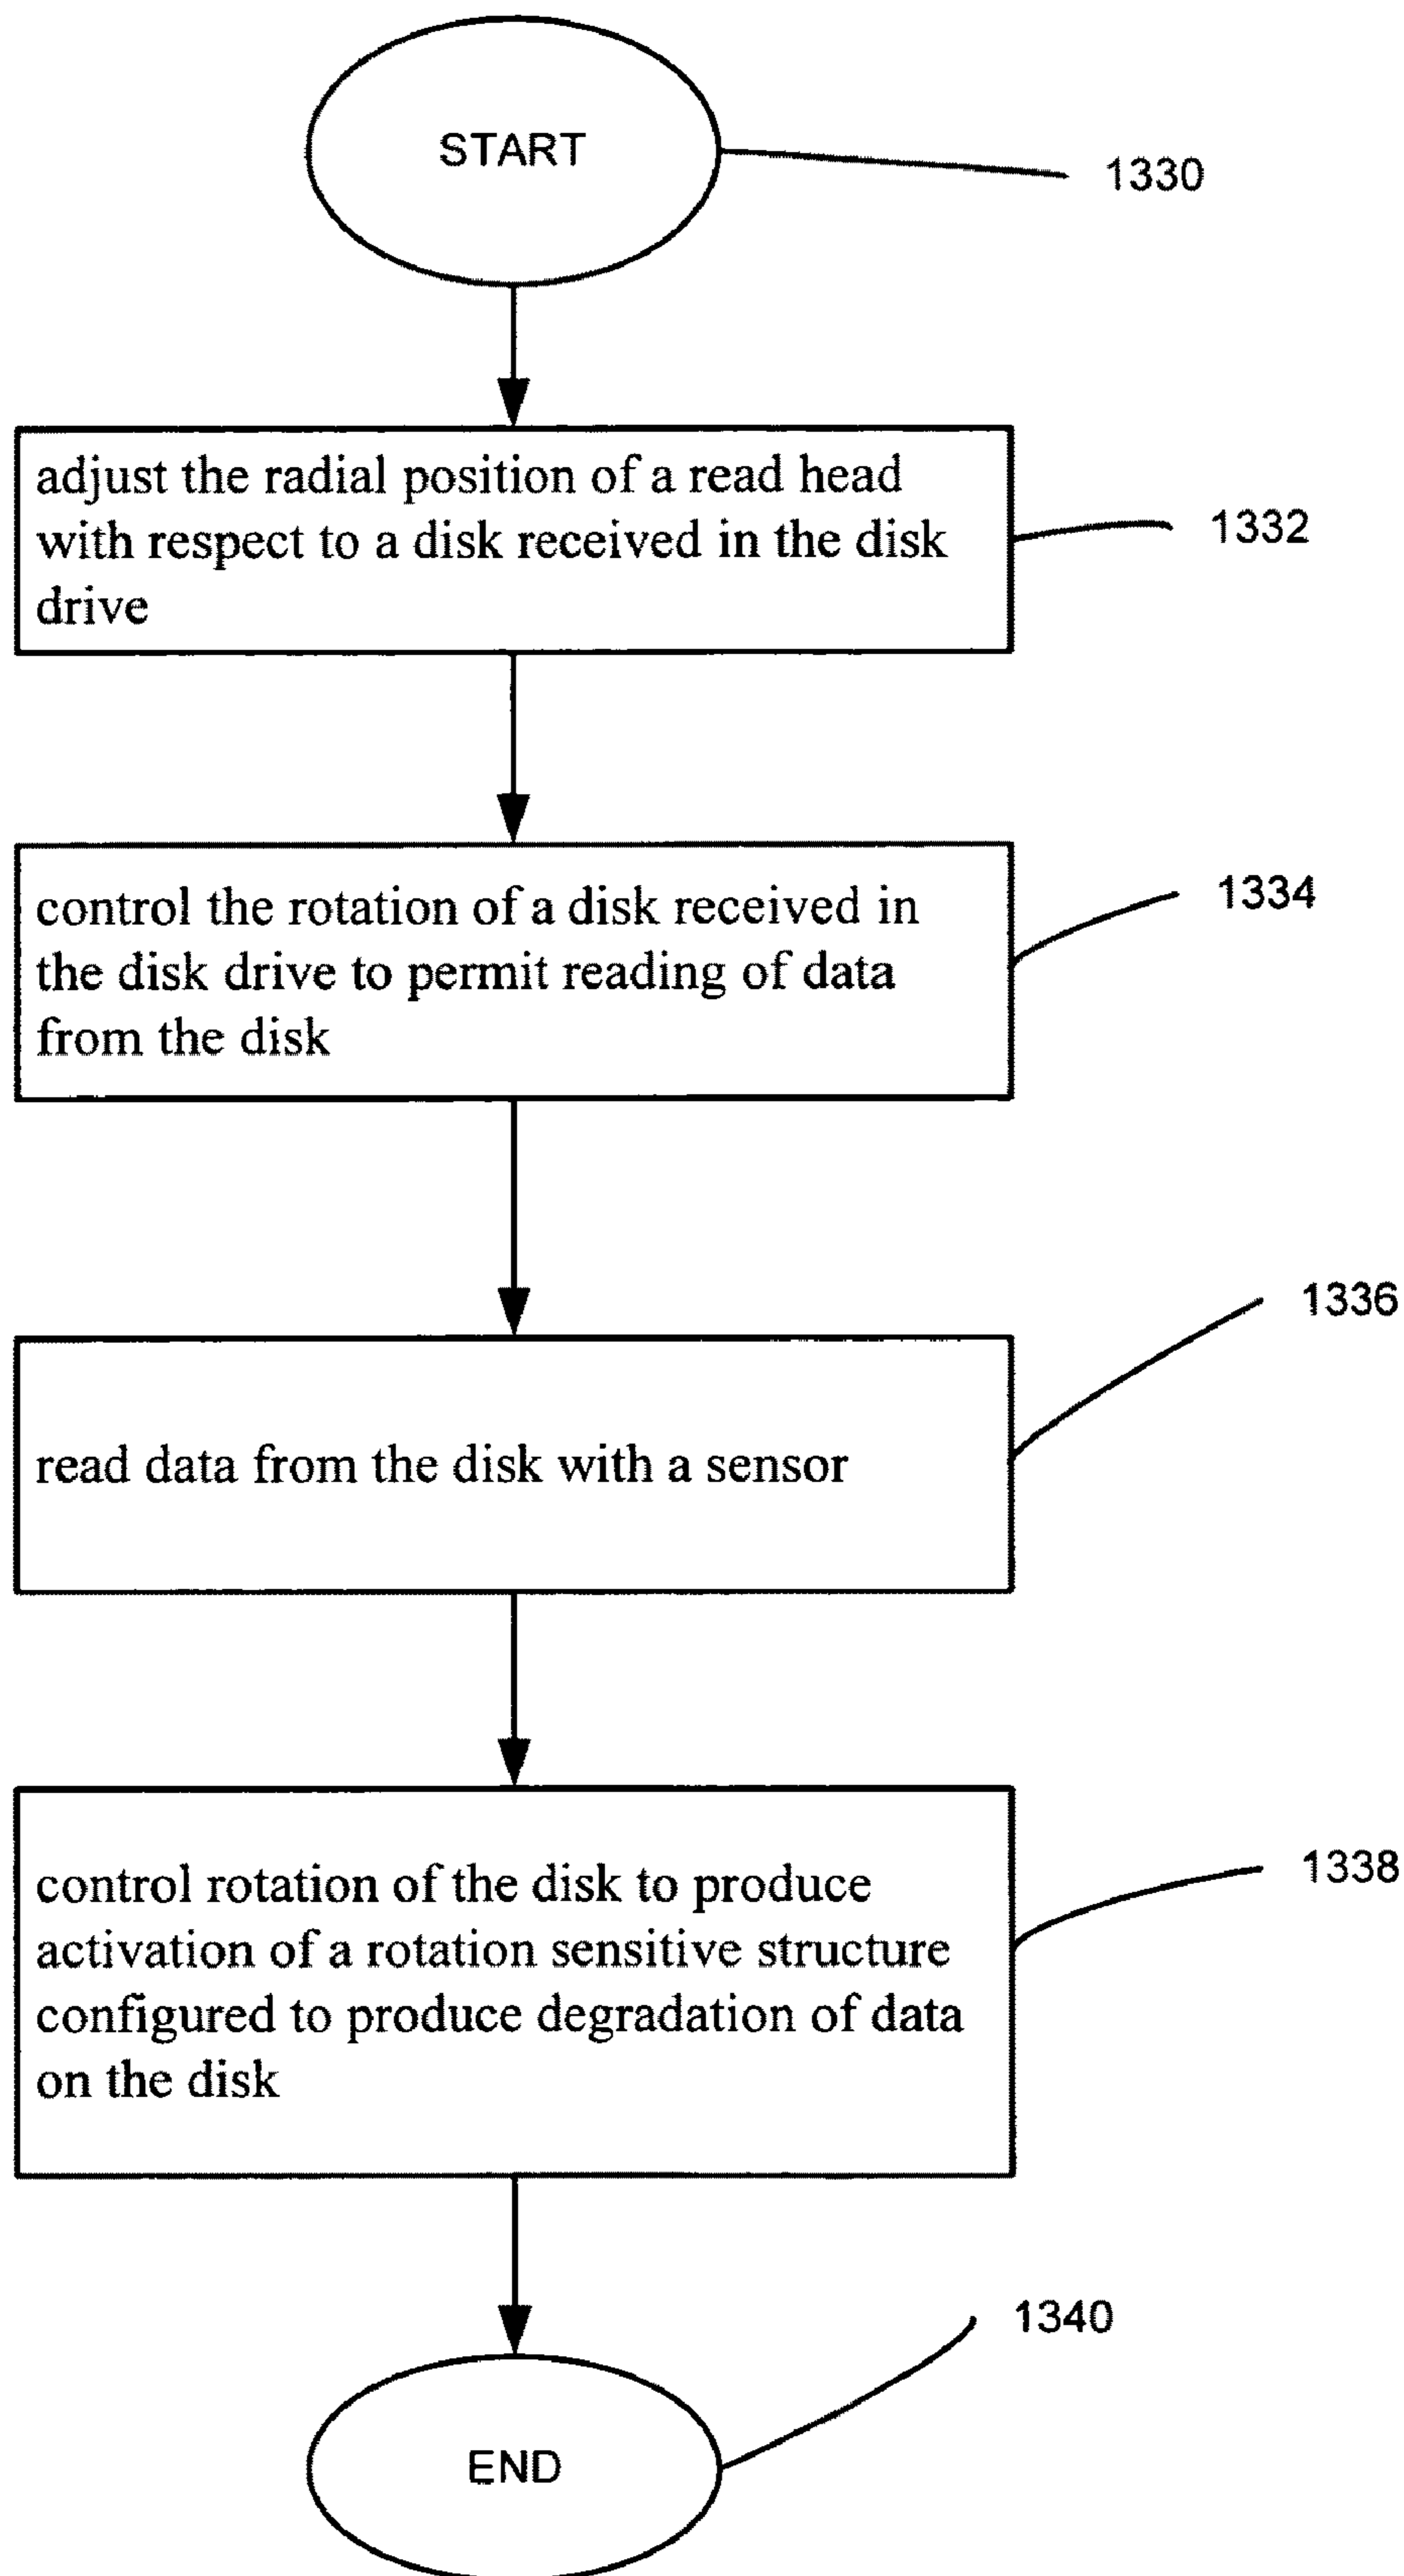 START
1330
adjust the radial position of a read head
with respect to a disk received in the disk
drive
1332
control the rotation of a disk received in
the disk drive to permit reading of data
from the disk
1334
1336
read data from the disk with a sensor
control rotation of the disk to produce
activation of a rotation sensitive structure
configured to produce degradation of data
on the disk
1338
1340
END